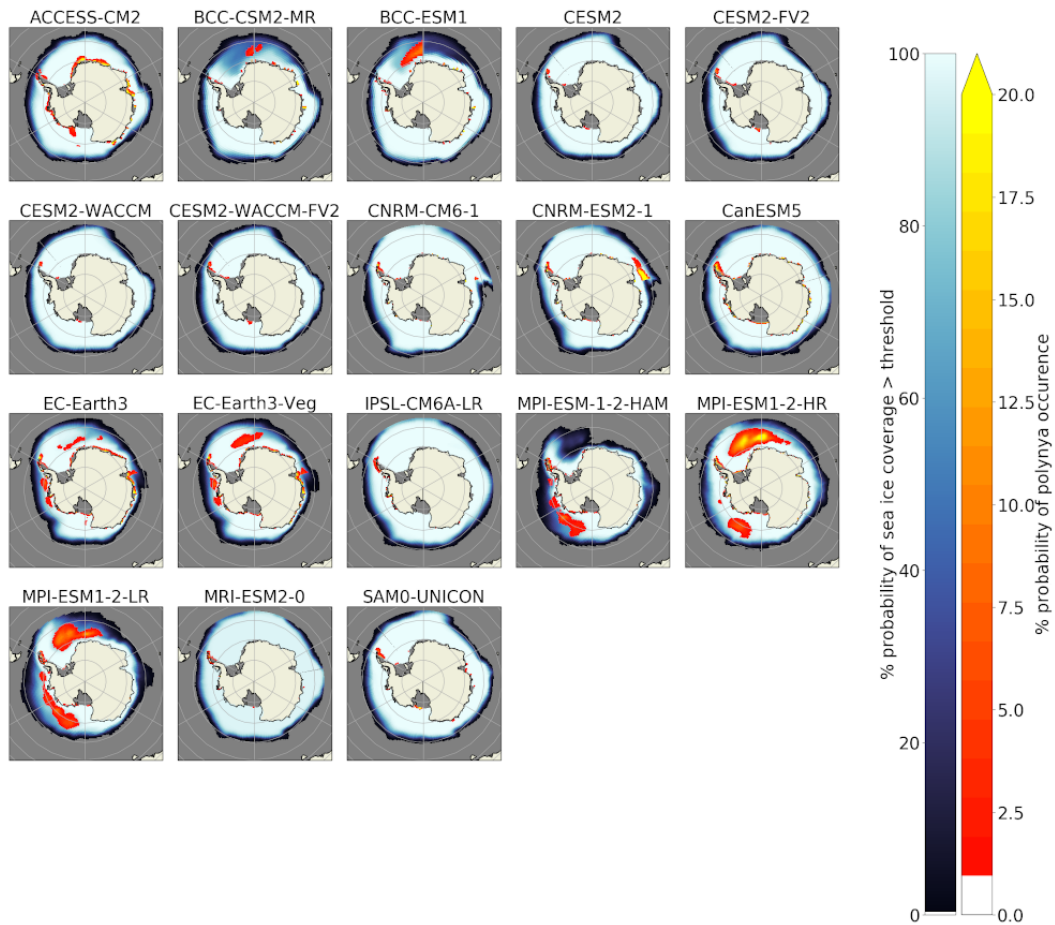 ACCESS-CM2 BCC-CSM2-MR BCC-ESM1 CESM2 CESM2-FV2
CESM2-WACCM CESM2-WACCM-FV2 CNRM-CM6-1 CNRM-ESM2-1 CanESM5
EC-Earth3 EC-Earth3-Veg IPSL-CM6A-LR MPI-ESM-1-2-HAM MPI-ESM1-2-HR
MPI-ESM1-2-LR MRI-ESM2-0 SAM0-UNICON
% probability of sea ice coverage > threshold
100
80
60
40
20
0
% probability of polynya occurence
20.0
17.5
15.0
12.5
10.0
7.5
5.0
2.5
0.0